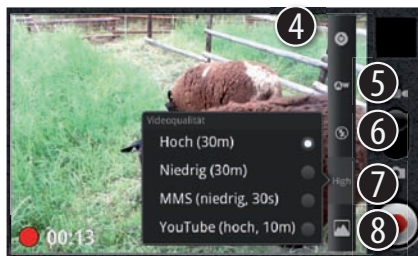 4
5
Videoqualität
6
Hoch (30m)
Niedrig (30m)
High
7
MMS (niedrig, 30s)
YouTube (hoch, 10m)
8
00:13